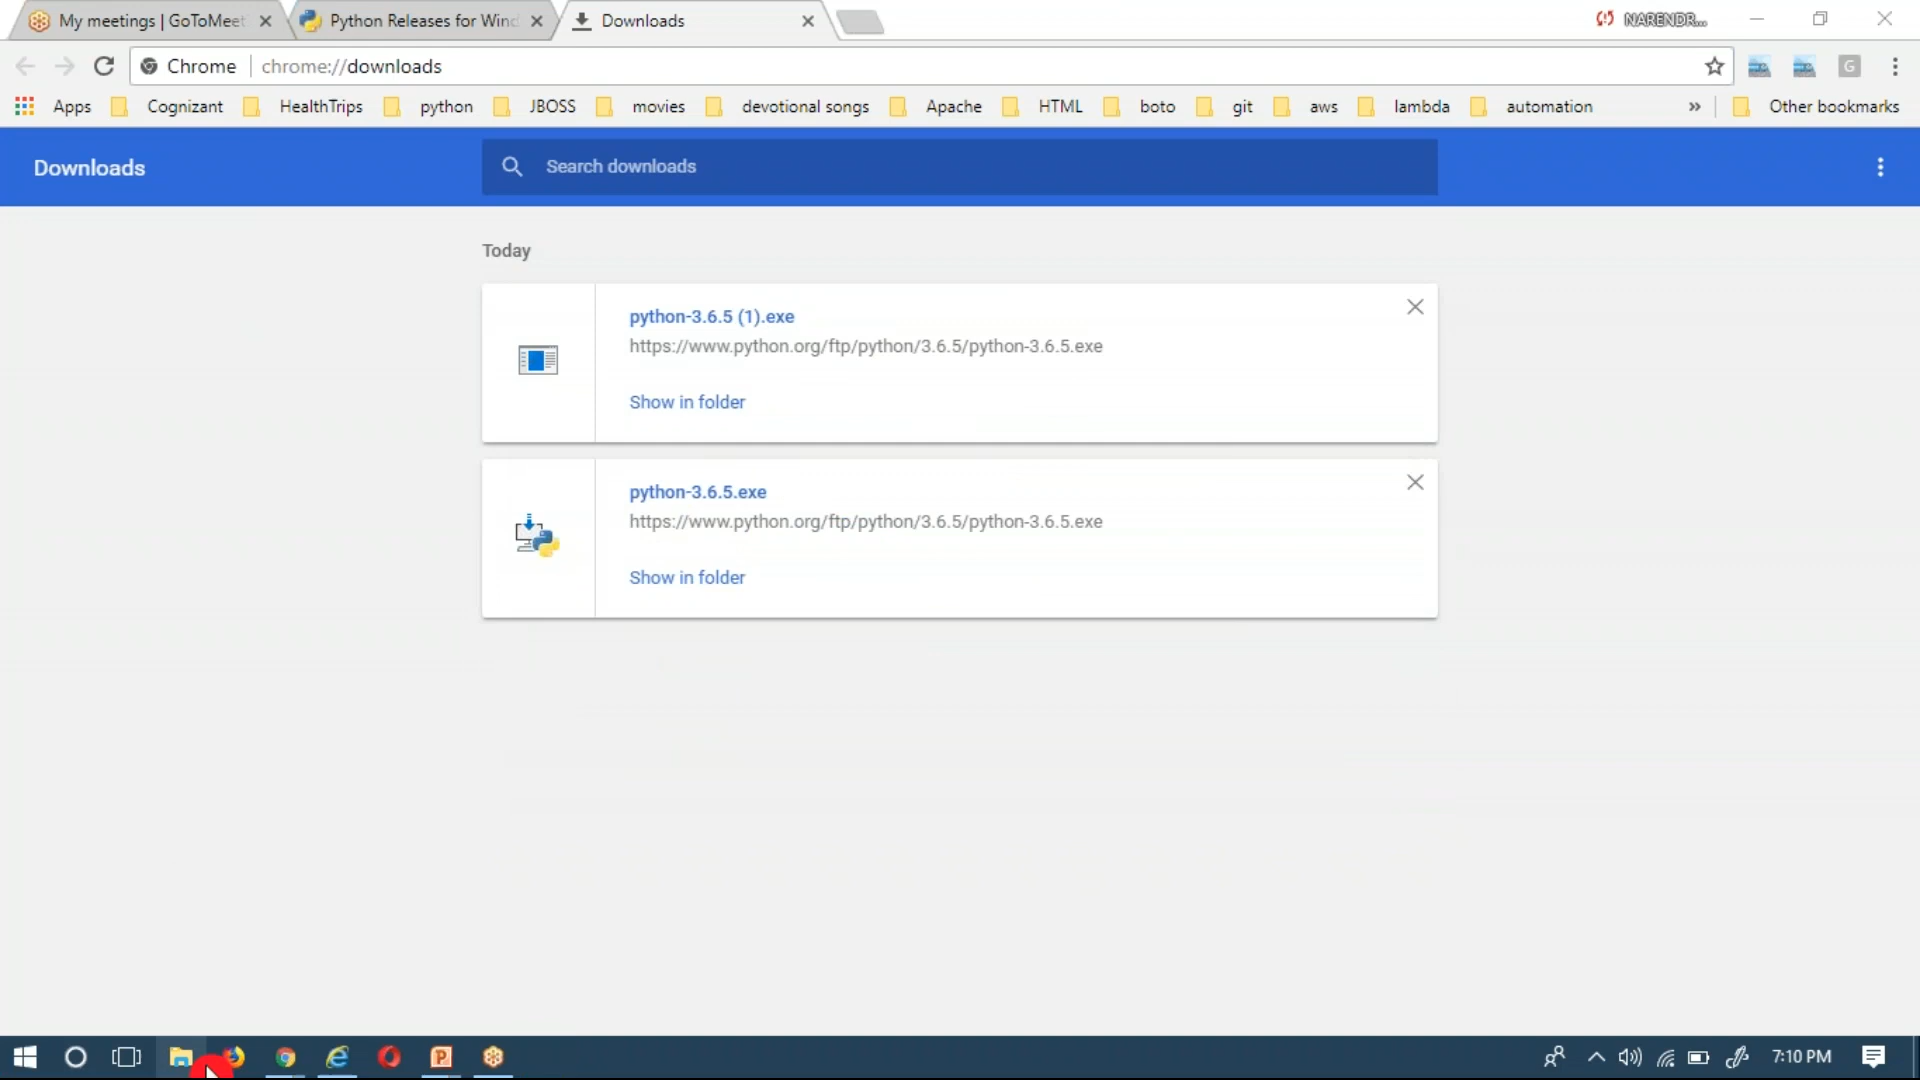 My meetings | GoToMeet
Python Releases for Wind
Downloads
NARENDR...
Chrome
chrome://downloads
G
Apps
Cognizant
HealthTrips
python
JBOSS
movies
devotional songs
Apache
HTML
boto
git
aws
lambda
automation
»
Other bookmarks
Downloads
Search downloads
Today
python-3.6.5 (1).exe
https://www.python.org/ftp/python/3.6.5/python-3.6.5.exe
Show in folder
python-3.6.5.exe
https://www.python.org/ftp/python/3.6.5/python-3.6.5.exe
Show in folder
7:10 PM